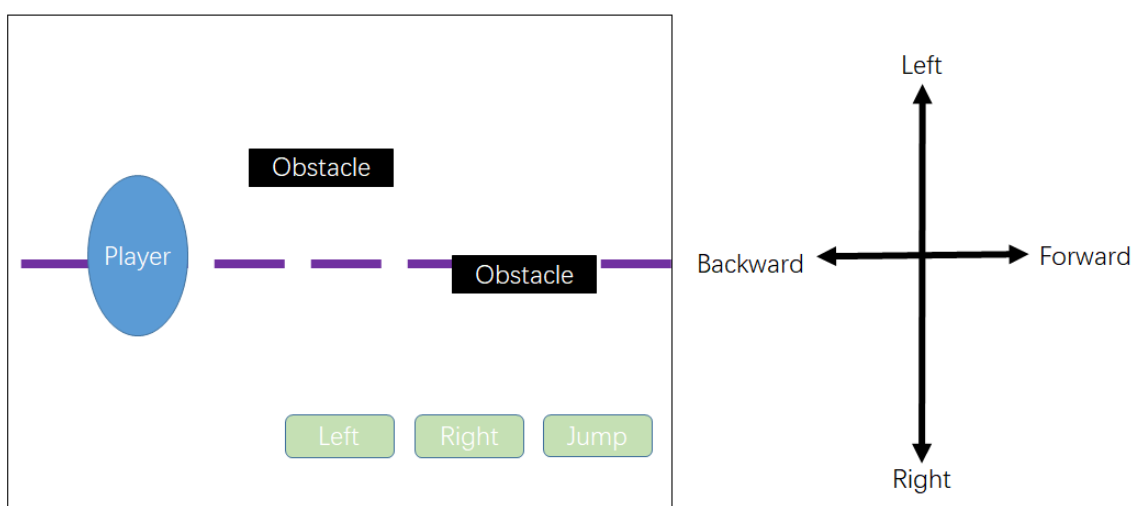 Left
Obstacle
Player
Obstacle
Backward
Forward
Left
Right
Jump
Right